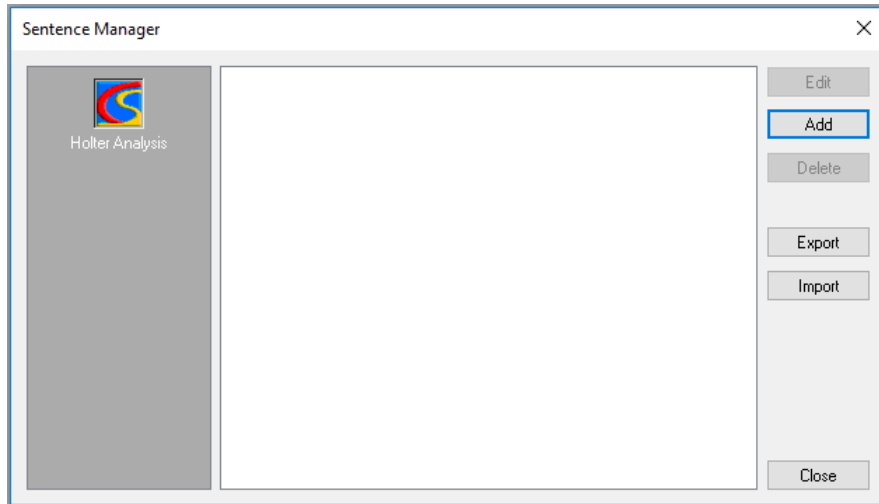 Sentence Manager
Holter Analysis
Edit
Add
Delete
Export
Import
Close